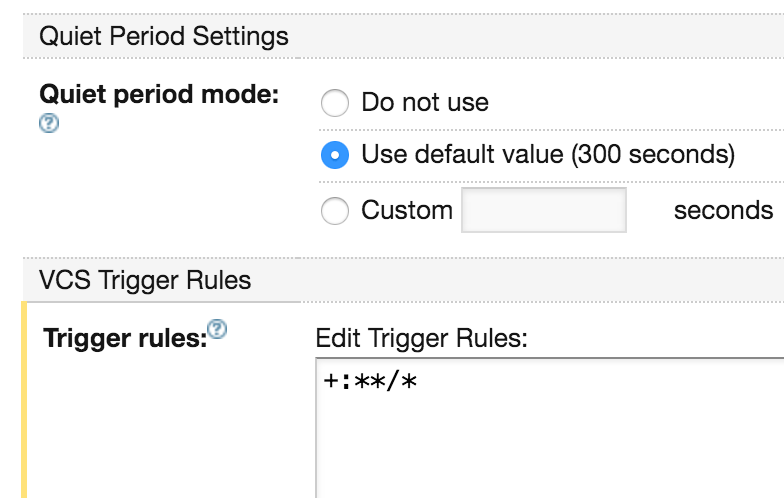 Quiet Period Settings
Quiet period mode:
?
Do not use
Use default value (300 seconds)
Custom seconds
VCS Trigger Rules
Trigger rules:?
Edit Trigger Rules:
+:**/*